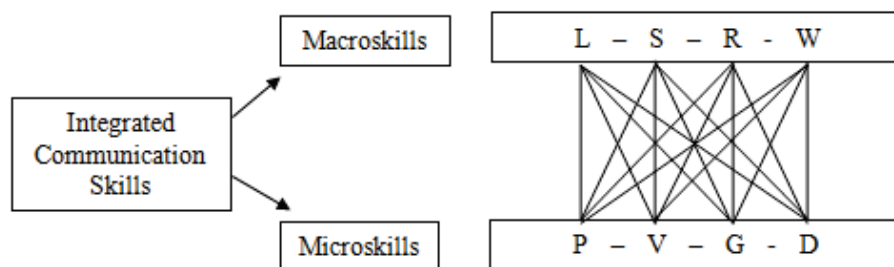 Macroskills
L – S – R - W
Integrated
Communication
Skills
Microskills
P – V – G - D